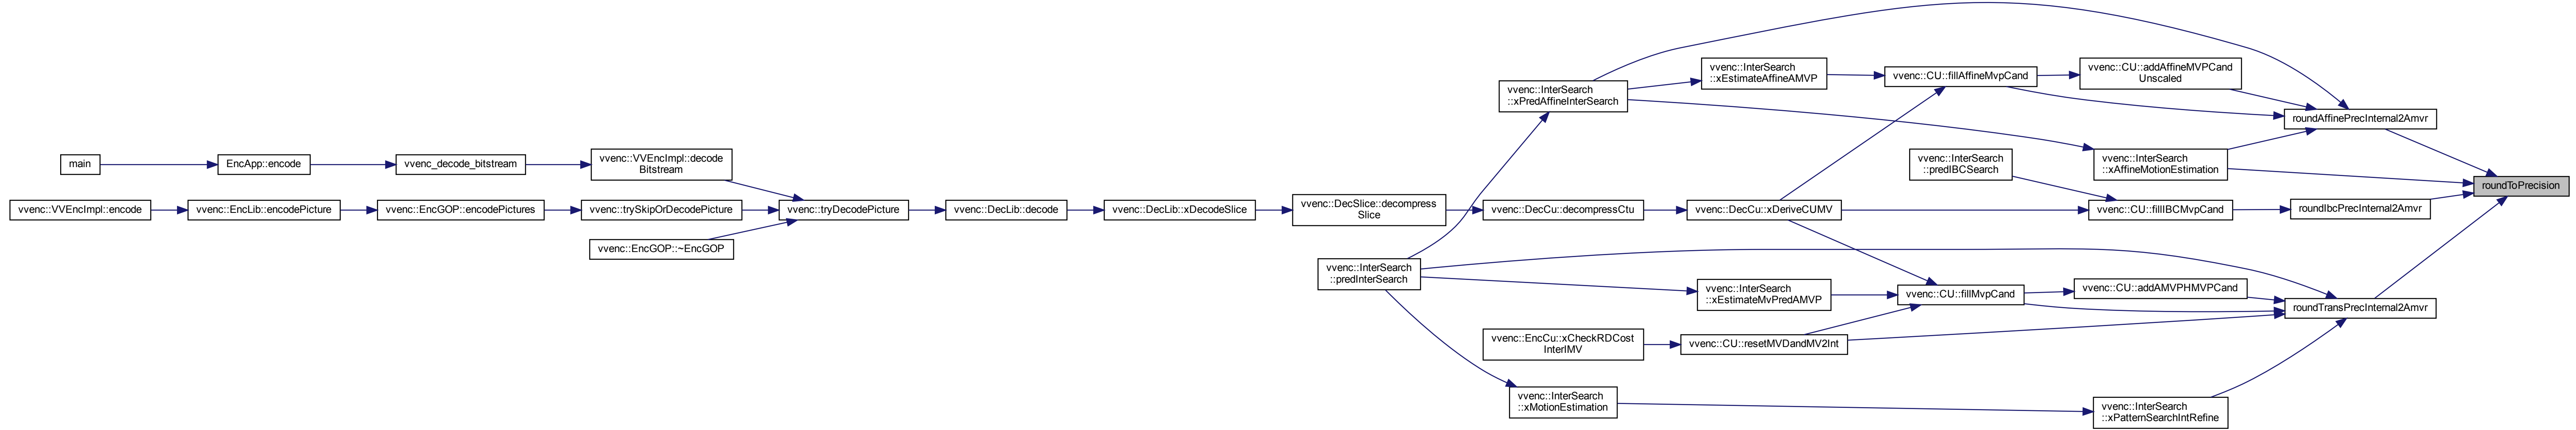 main
EncApp::encode
vvenc_decode_bitstream
vvenc::VVEncImpl::decode
Bitstream
vvenc::VVEncImpl::encode
vvenc::EncLib::encodePicture
vvenc::EncGOP::encodePictures
vvenc::trySkipOrDecodePicture
vvenc::EncGOP::~EncGOP
vvenc::tryDecodePicture
vvenc::DecLib::decode
vvenc::DecLib::xDecodeSlice
vvenc::DecSlice::decompress
Slice
vvenc::InterSearch
::predInterSearch
vvenc::InterSearch
::xPredAffineInterSearch
vvenc::DecCu::decompressCtu
vvenc::EncCu::xCheckRDCost
InterIMV
vvenc::InterSearch
::xMotionEstimation
vvenc::InterSearch
::xEstimateAffineAMVP
vvenc::DecCu::xDeriveCUMV
vvenc::InterSearch
::xEstimateMvPredAMVP
vvenc::CU::resetMVDandMV2Int
vvenc::CU::fillAffineMvpCand
vvenc::InterSearch
::predIBCSearch
vvenc::CU::fillMvpCand
vvenc::CU::addAffineMVPCand
Unscaled
vvenc::InterSearch
::xAffineMotionEstimation
vvenc::CU::fillIBCMvpCand
vvenc::CU::addAMVPHMVPCand
vvenc::InterSearch
::xPatternSearchIntRefine
roundAffinePrecInternal2Amvr
roundIbcPrecInternal2Amvr
roundTransPrecInternal2Amvr
roundToPrecision